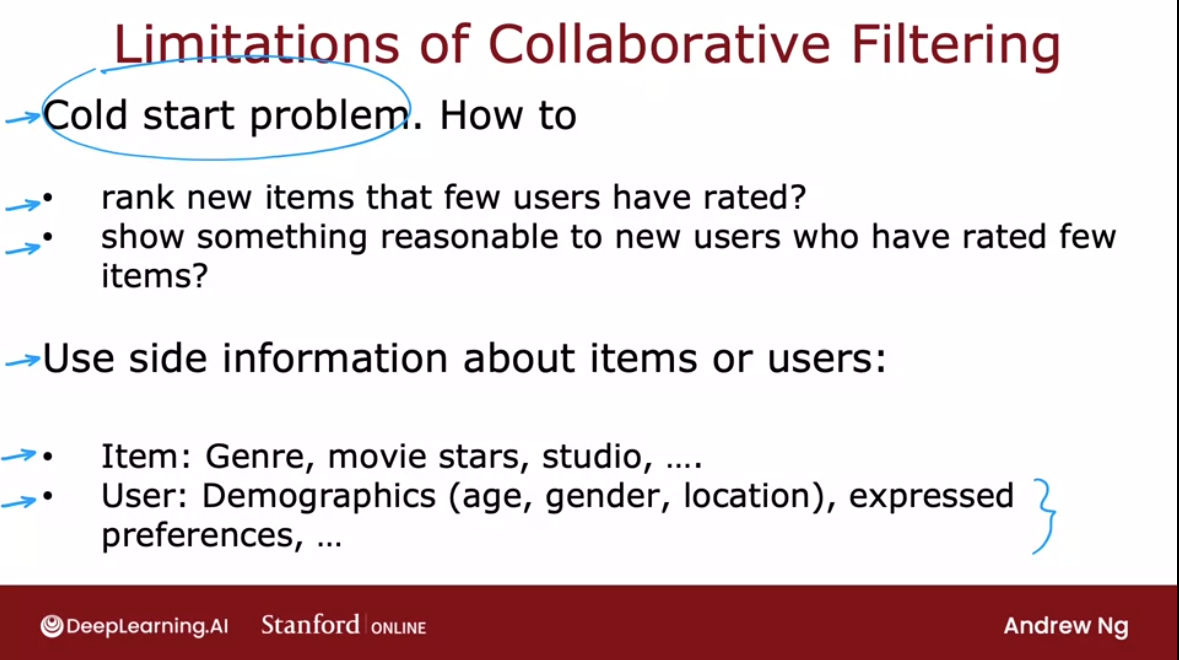 Limitations of Collaborative Filtering
Cold start problem. How to
• rank new items that few users have rated?
• show something reasonable to new users who have rated few
items?
Use side information about items or users:
• Item: Genre, movie stars, studio, ....
• User: Demographics (age, gender, location), expressed
preferences, ...
DeepLearning.AI Stanford ONLINE Andrew Ng